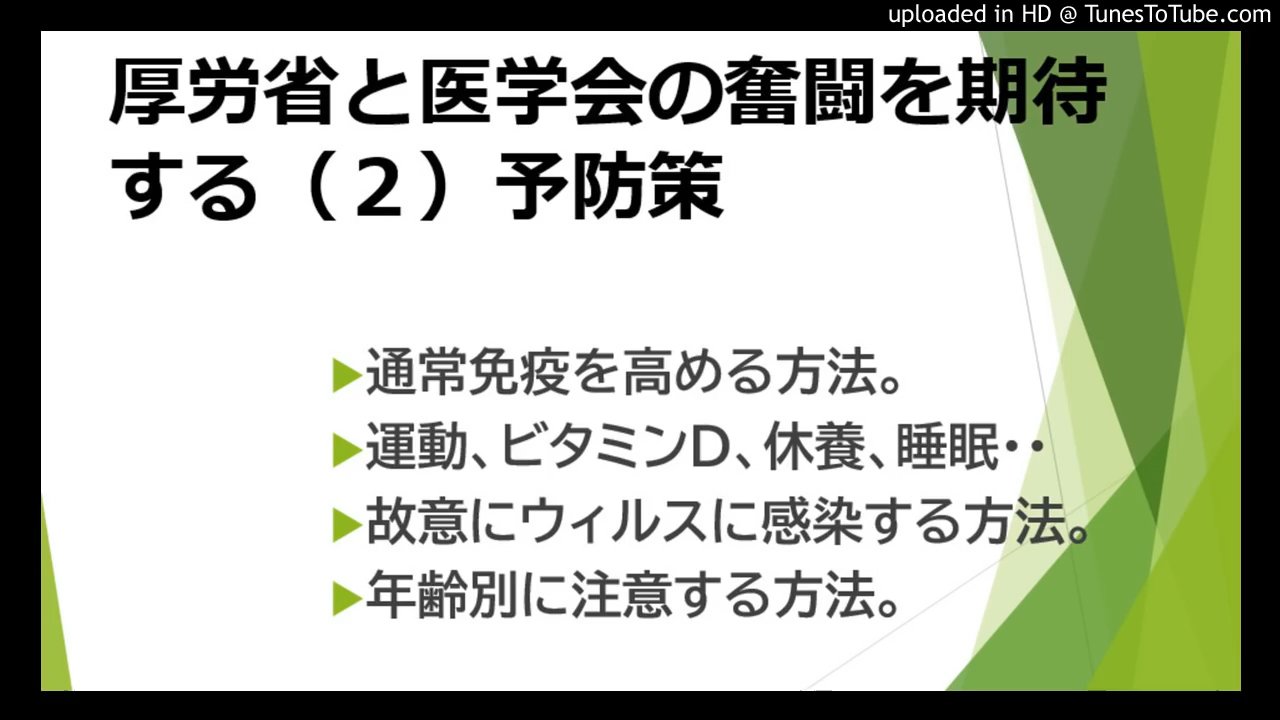 uploaded in HD @ TunesToTube.com
厚労省と医学会の奮闘を期待
する（２）予防策
▶通常免疫を高める方法。
▶運動、ビタミンD、休養、睡眠・・
▶故意にウィルスに感染する方法。
▶年齢別に注意する方法。